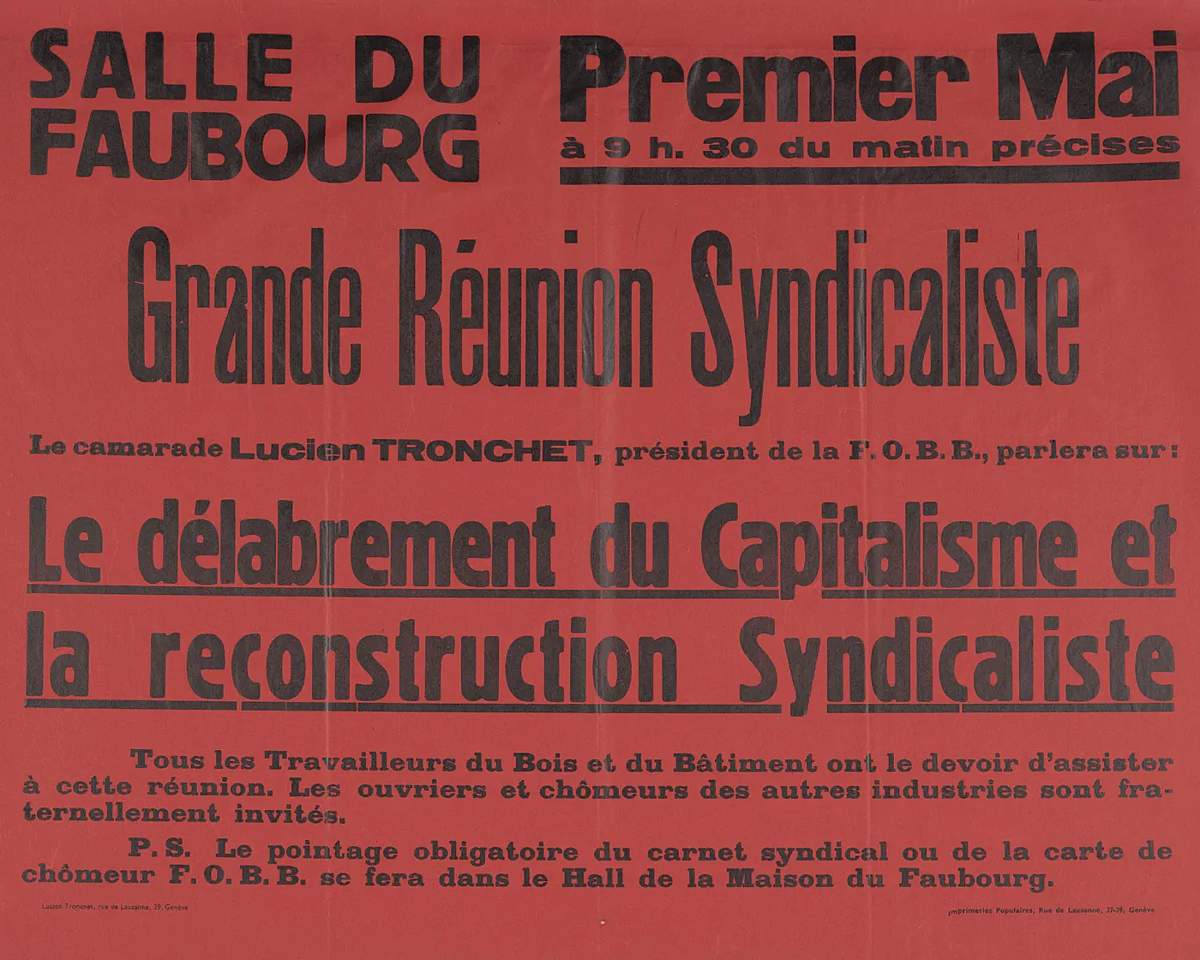 SALLE DU
FAUBOURG
Premier Mai
à 9 h. 30 du matin précises
Grande Réunion Syndicaliste
Le camarade Lucien TRONCHET, président de la F.O.B.B., parlera sur:
Le délabrement du Capitalisme et
la reconstruction Syndicaliste
Tous les Travailleurs du Bois et du Bâtiment ont le devoir d'assister
à cette réunion. Les ouvriers et chômeurs des autres industries sont fra-
ternellement invités.
P.S. Le pointage obligatoire du carnet syndical ou de la carte de
chômeur F.O.B.B. se fera dans le Hall de la Maison du Faubourg.
Lucien Tronchet, rue de Lausanne, 29, Genève
Imprimeries Populaires, Rue de Lausanne, 27-29, Genève